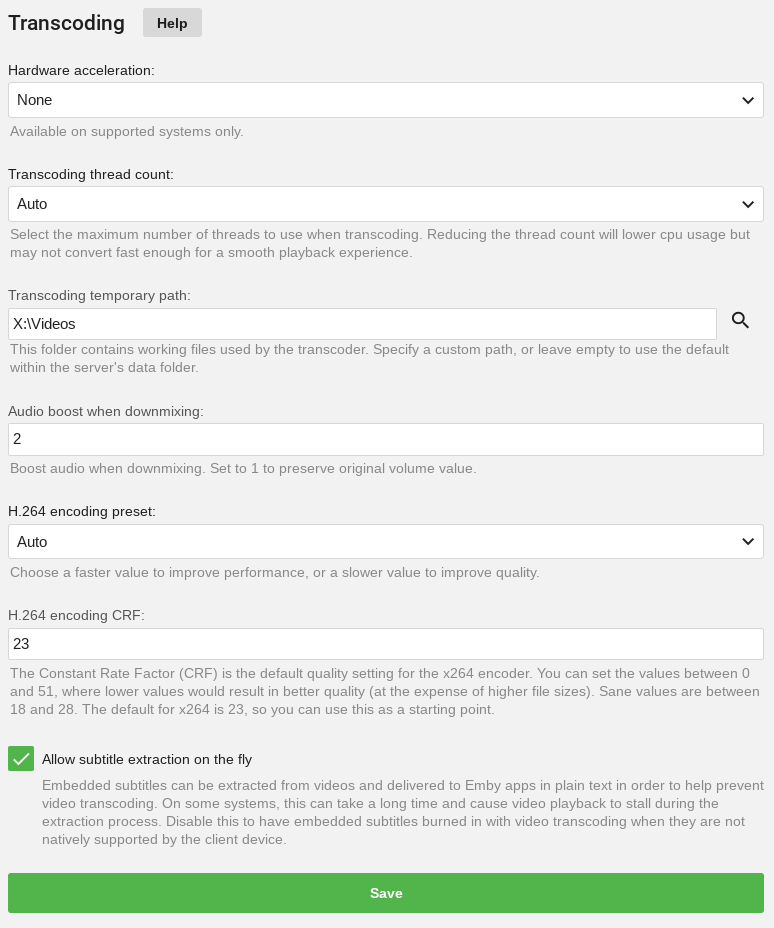 Transcoding Help
Hardware acceleration:
None
Available on supported systems only.
Transcoding thread count:
Auto
Select the maximum number of threads to use when transcoding. Reducing the thread count will lower cpu usage but
may not convert fast enough for a smooth playback experience.
Transcoding temporary path:
X:\Videos
This folder contains working files used by the transcoder. Specify a custom path, or leave empty to use the default
within the server's data folder.
Audio boost when downmixing:
2
Boost audio when downmixing. Set to 1 to preserve original volume value.
H.264 encoding preset:
Auto
Choose a faster value to improve performance, or a slower value to improve quality.
H.264 encoding CRF:
23
The Constant Rate Factor (CRF) is the default quality setting for the x264 encoder. You can set the values between 0
and 51, where lower values would result in better quality (at the expense of higher file sizes). Sane values are between
18 and 28. The default for x264 is 23, so you can use this as a starting point.
Allow subtitle extraction on the fly
Embedded subtitles can be extracted from videos and delivered to Emby apps in plain text in order to help prevent
video transcoding. On some systems, this can take a long time and cause video playback to stall during the
extraction process. Disable this to have embedded subtitles burned in with video transcoding when they are not
natively supported by the client device.
Save